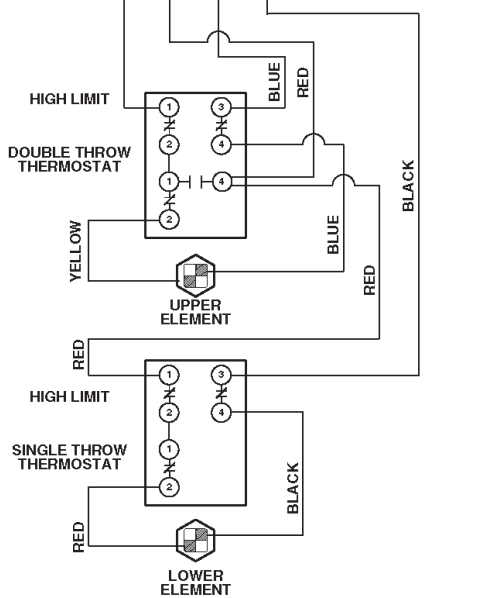 HIGH LIMIT
DOUBLE THROW
THERMOSTAT
1
3
2
4
1
4
2
BLUE
RED
BLACK
YELLOW
BLUE
RED
UPPER
ELEMENT
RED
HIGH LIMIT
SINGLE THROW
THERMOSTAT
1
3
2
4
1
2
BLACK
RED
LOWER
ELEMENT